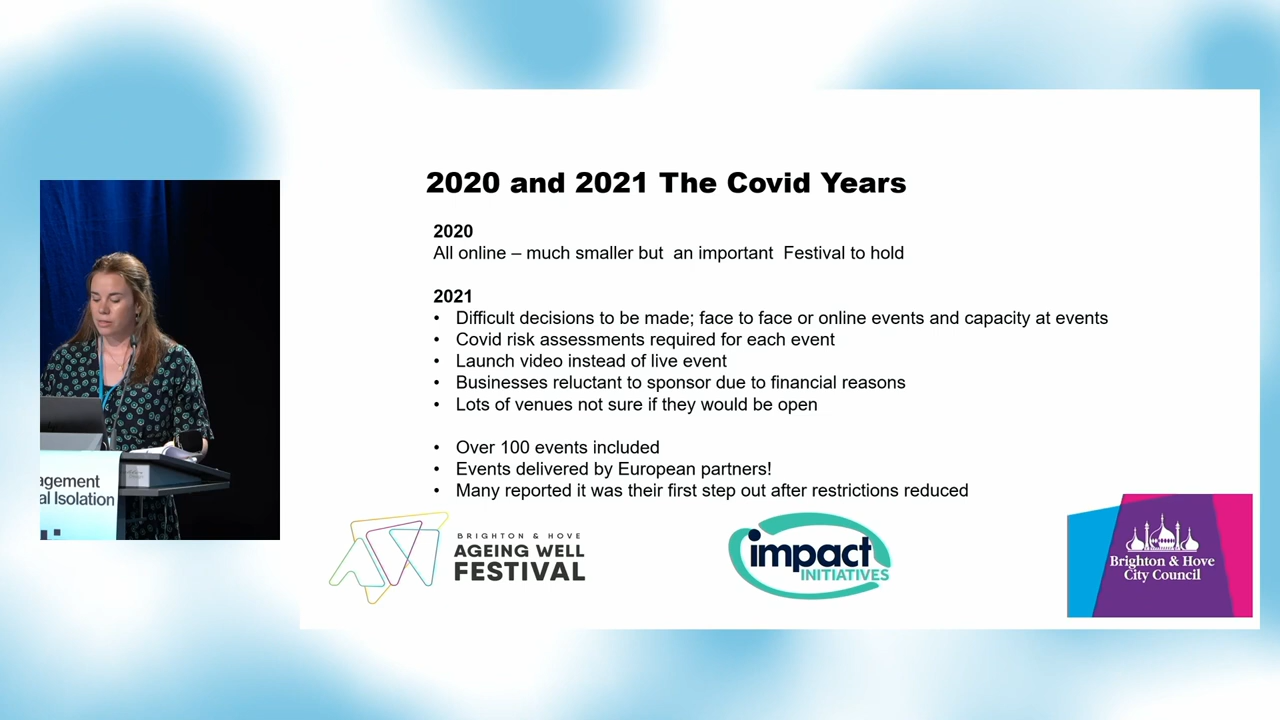 2020 and 2021 The Covid Years
2020
All online – much smaller but  an important  Festival to hold
2021
• Difficult decisions to be made; face to face or online events and capacity at events
• Covid risk assessments required for each event
• Launch video instead of live event
• Businesses reluctant to sponsor due to financial reasons
• Lots of venues not sure if they would be open
• Over 100 events included
• Events delivered by European partners!
• Many reported it was their first step out after restrictions reduced
agement
al Isolation
BRIGHTON & HOVE
AGEING WELL
FESTIVAL
impact
INITIATIVES
Brighton & Hove
City Council